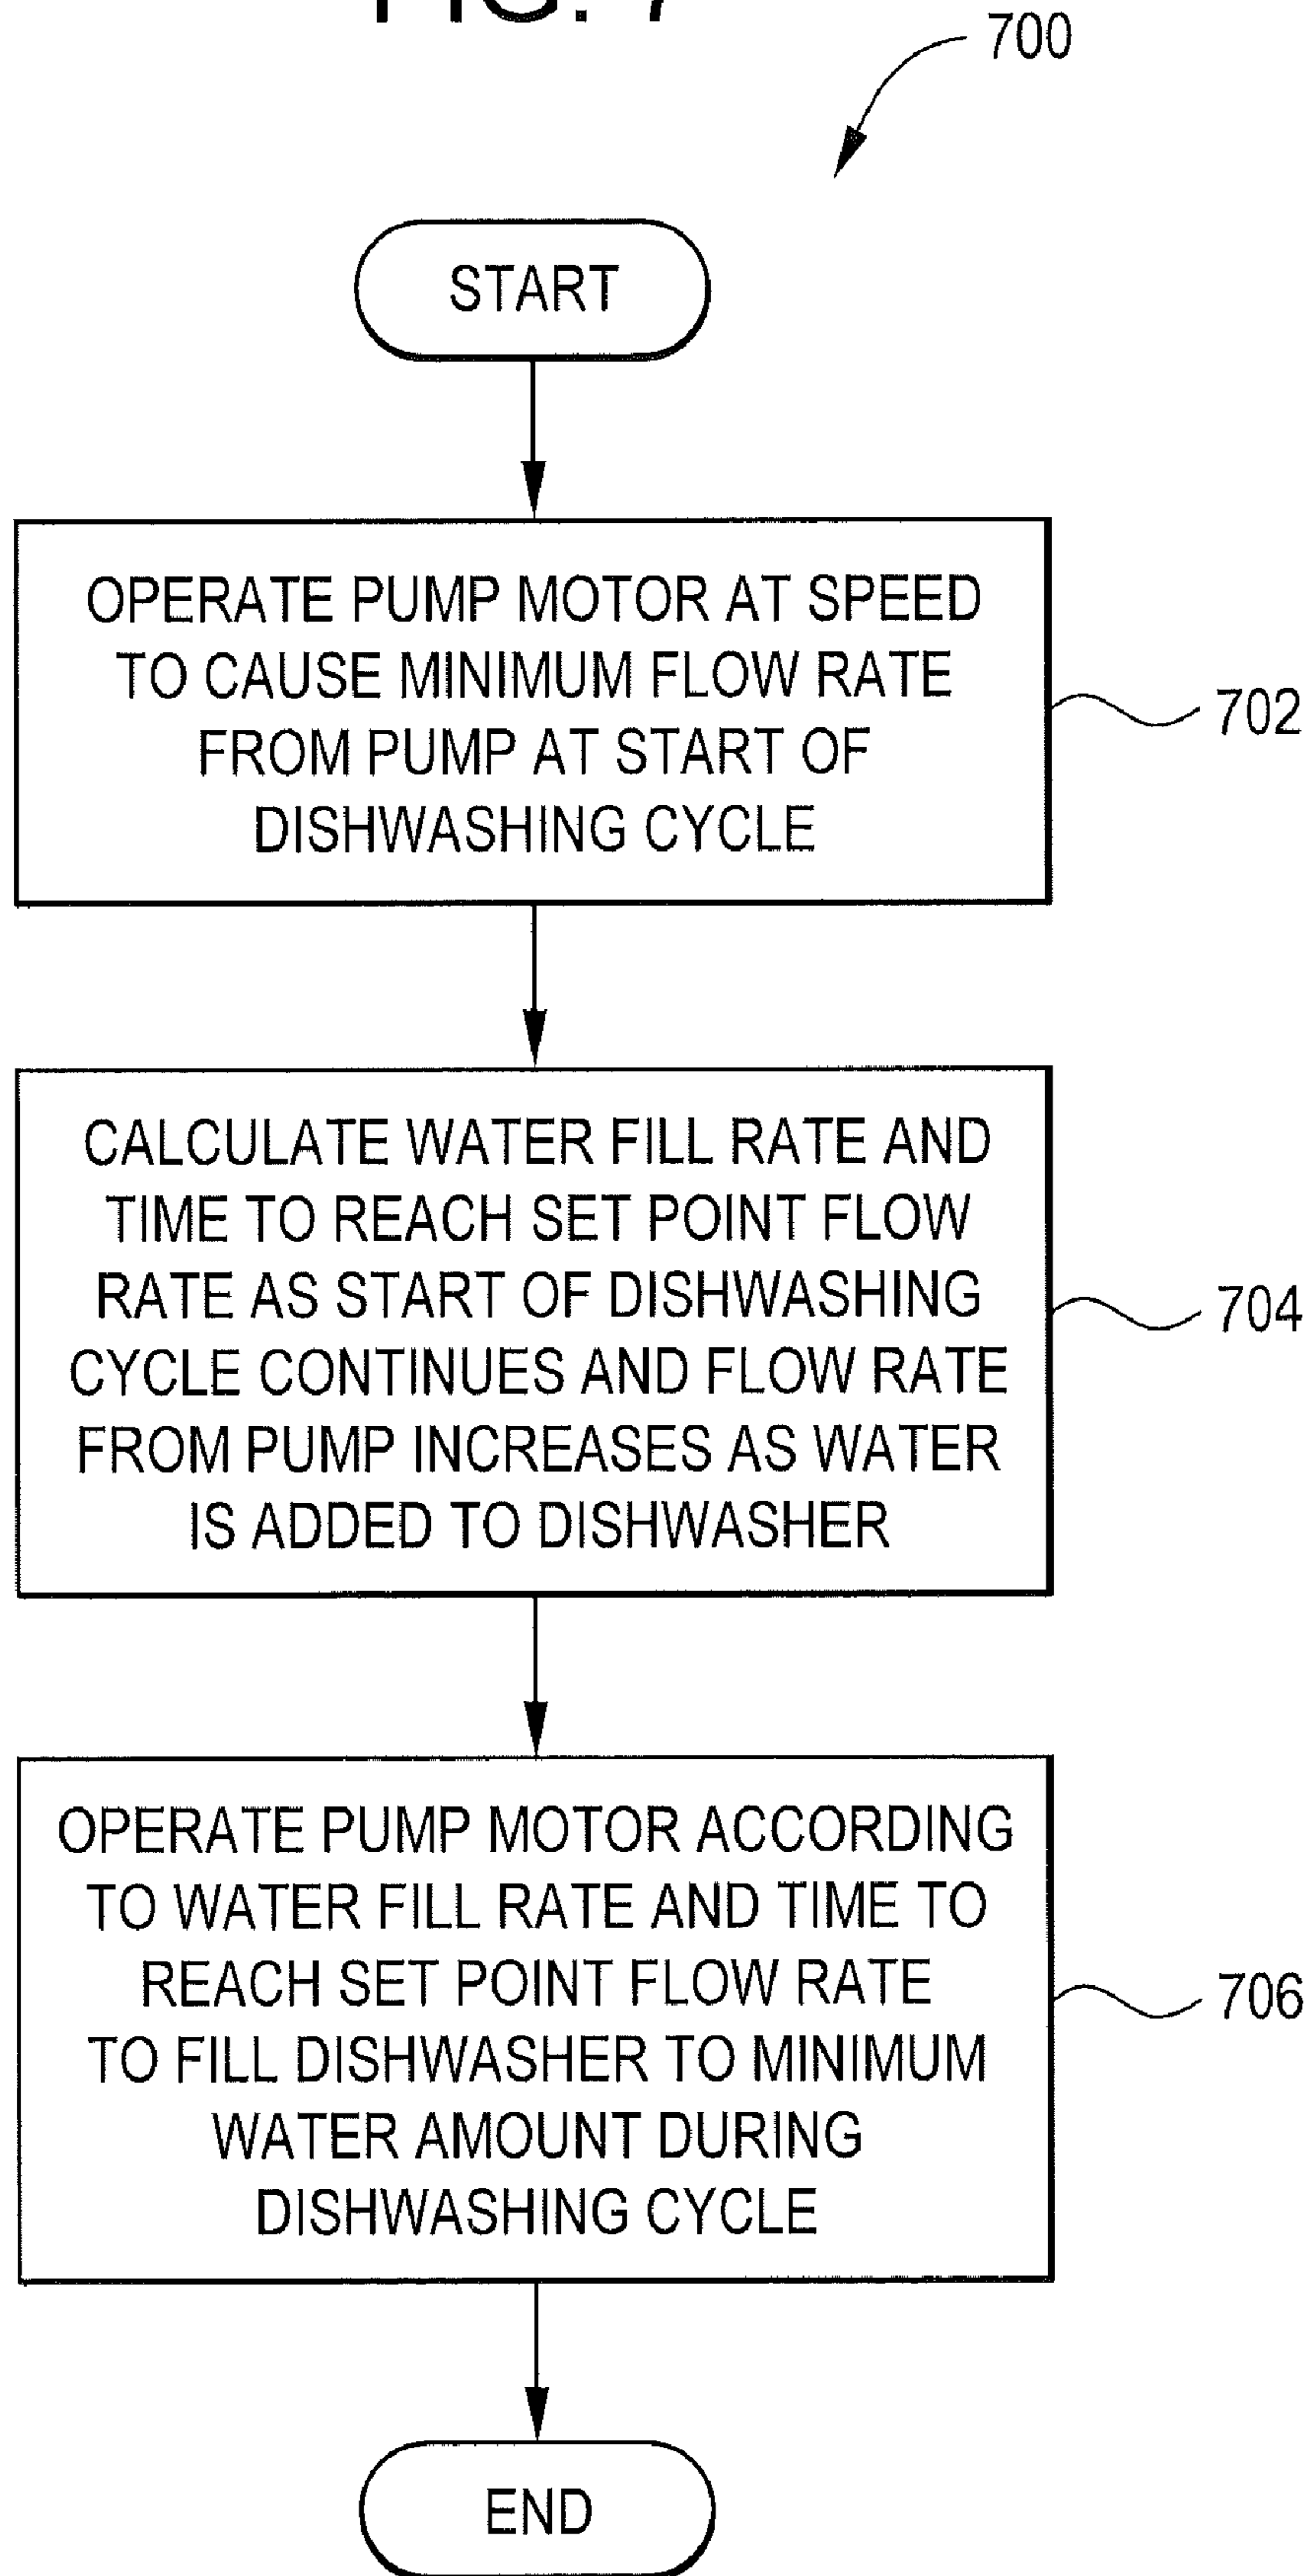 FIG. 7
700
START
OPERATE PUMP MOTOR AT SPEED
TO CAUSE MINIMUM FLOW RATE
FROM PUMP AT START OF
DISHWASHING CYCLE
702
CALCULATE WATER FILL RATE AND
TIME TO REACH SET POINT FLOW
RATE AS START OF DISHWASHING
CYCLE CONTINUES AND FLOW RATE
FROM PUMP INCREASES AS WATER
IS ADDED TO DISHWASHER
704
OPERATE PUMP MOTOR ACCORDING
TO WATER FILL RATE AND TIME TO
REACH SET POINT FLOW RATE
TO FILL DISHWASHER TO MINIMUM
WATER AMOUNT DURING
DISHWASHING CYCLE
706
END